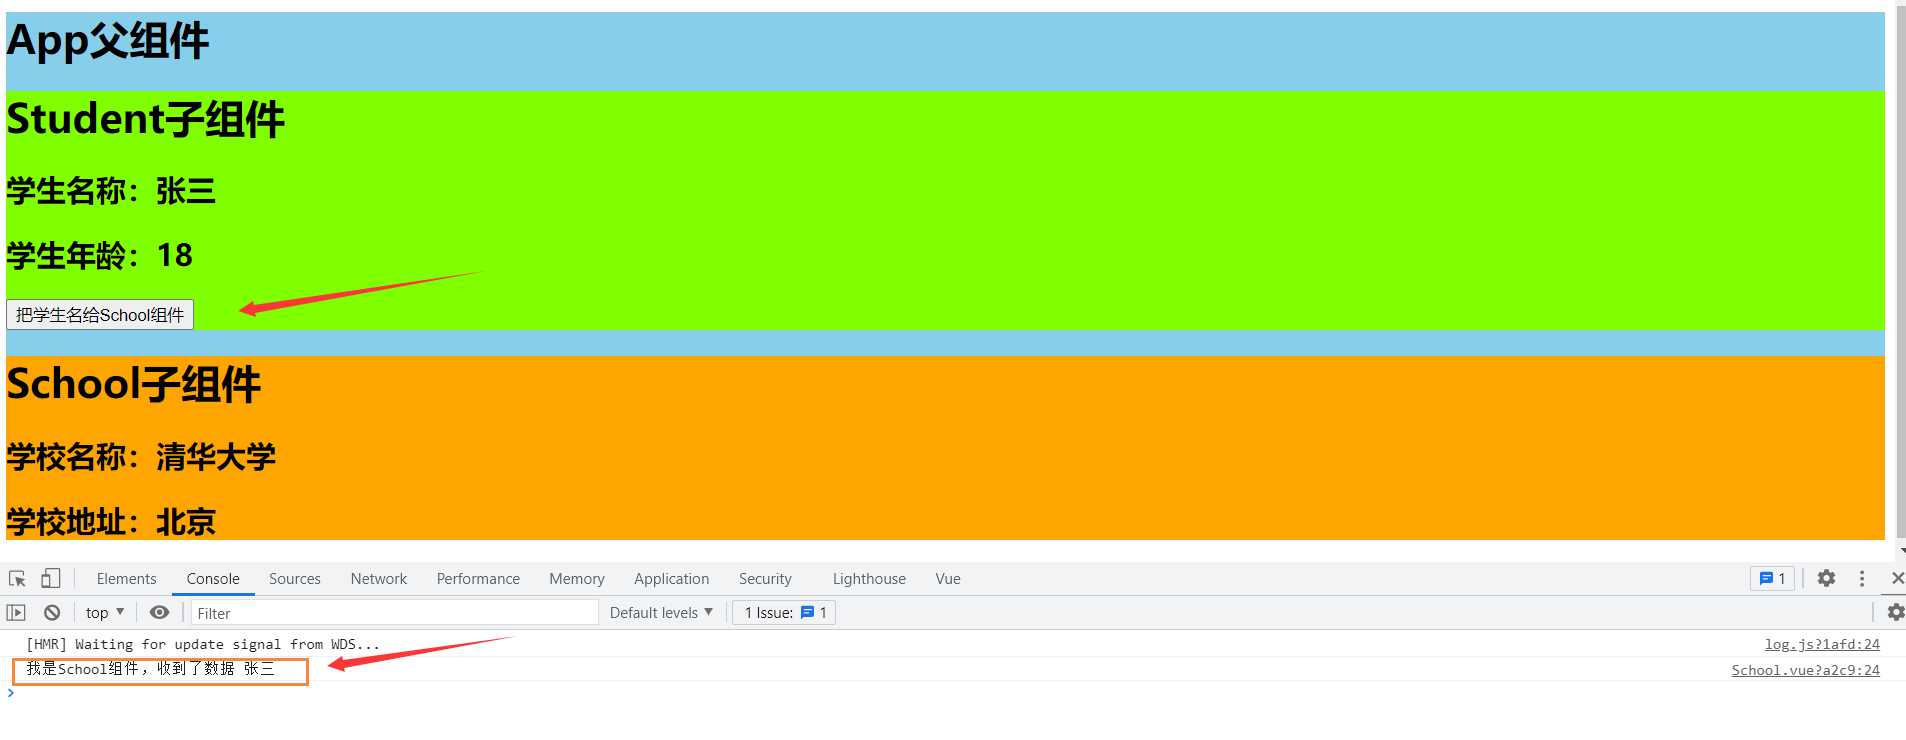 App父组件
Student子组件
学生名称：张三
学生年龄：18
把学生名给School组件
School子组件
学校名称：清华大学
学校地址：北京
Elements Console Sources Network Performance Memory Application Security Lighthouse Vue 1
top Filter Default levels 1 Issue: 1
[HMR] Waiting for update signal from WDS... log.js?1afd:24
我是School组件，收到了数据 张三 School.vue?a2c9:24